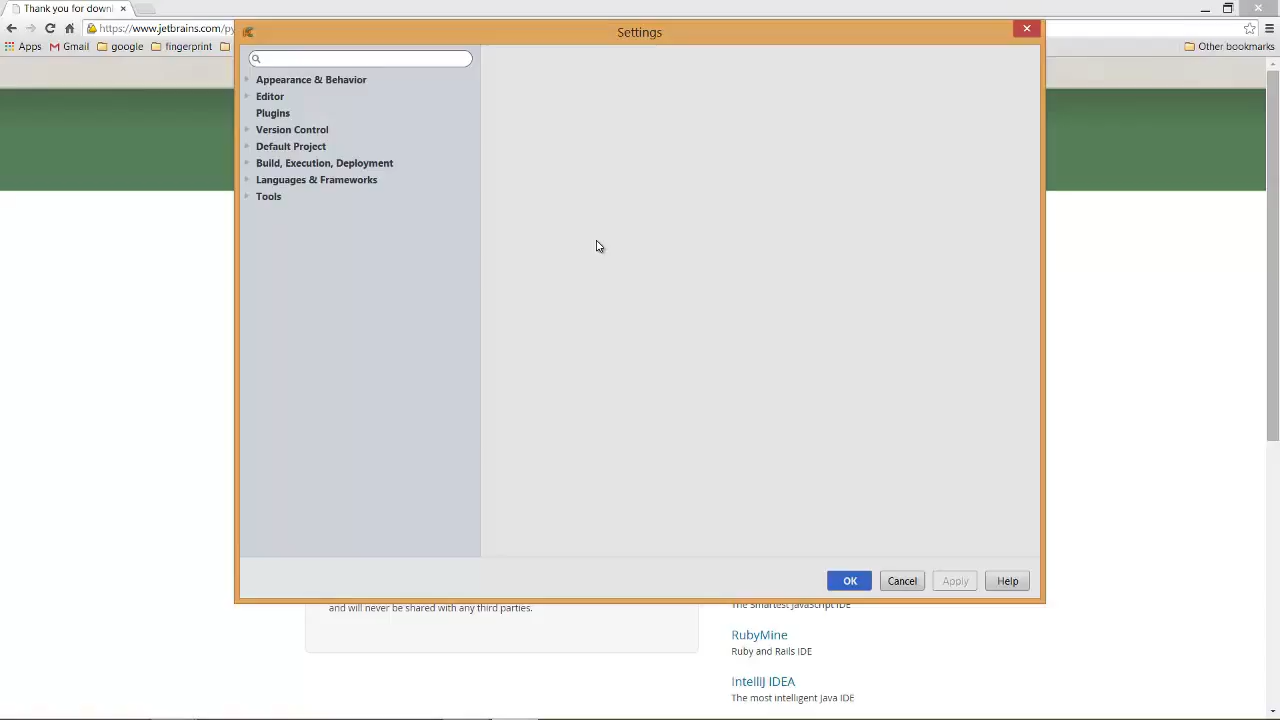 Thank you for downl
https://www.jetbrains.com/py
Apps
Gmail
google
fingerprint
Other bookmarks
Settings
Appearance & Behavior
Editor
Plugins
Version Control
Default Project
Build, Execution, Deployment
Languages & Frameworks
Tools
OK
Cancel
Apply
Help
and will never be shared with any third parties.
The Smartest JavaScript IDE
RubyMine
Ruby and Rails IDE
IntelliJ IDEA
The most intelligent Java IDE